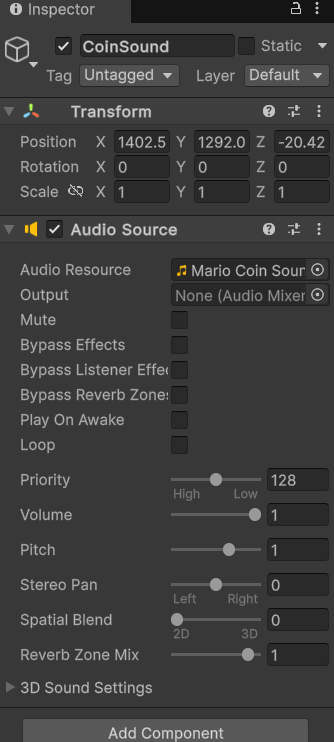 Inspector
CoinSound
Static
Tag Untagged Layer Default
Transform
Position X 1402.5 Y 1292.0 Z -20.42
Rotation X 0 Y 0 Z 0
Scale X 1 Y 1 Z 1
Audio Source
Audio Resource Mario Coin Soun
Output None (Audio Mixer
Mute
Bypass Effects
Bypass Listener Effec
Bypass Reverb Zones
Play On Awake
Loop
Priority 128
High Low
Volume 1
Pitch 1
Stereo Pan 0
Left Right
Spatial Blend 0
2D 3D
Reverb Zone Mix 1
3D Sound Settings
Add Component